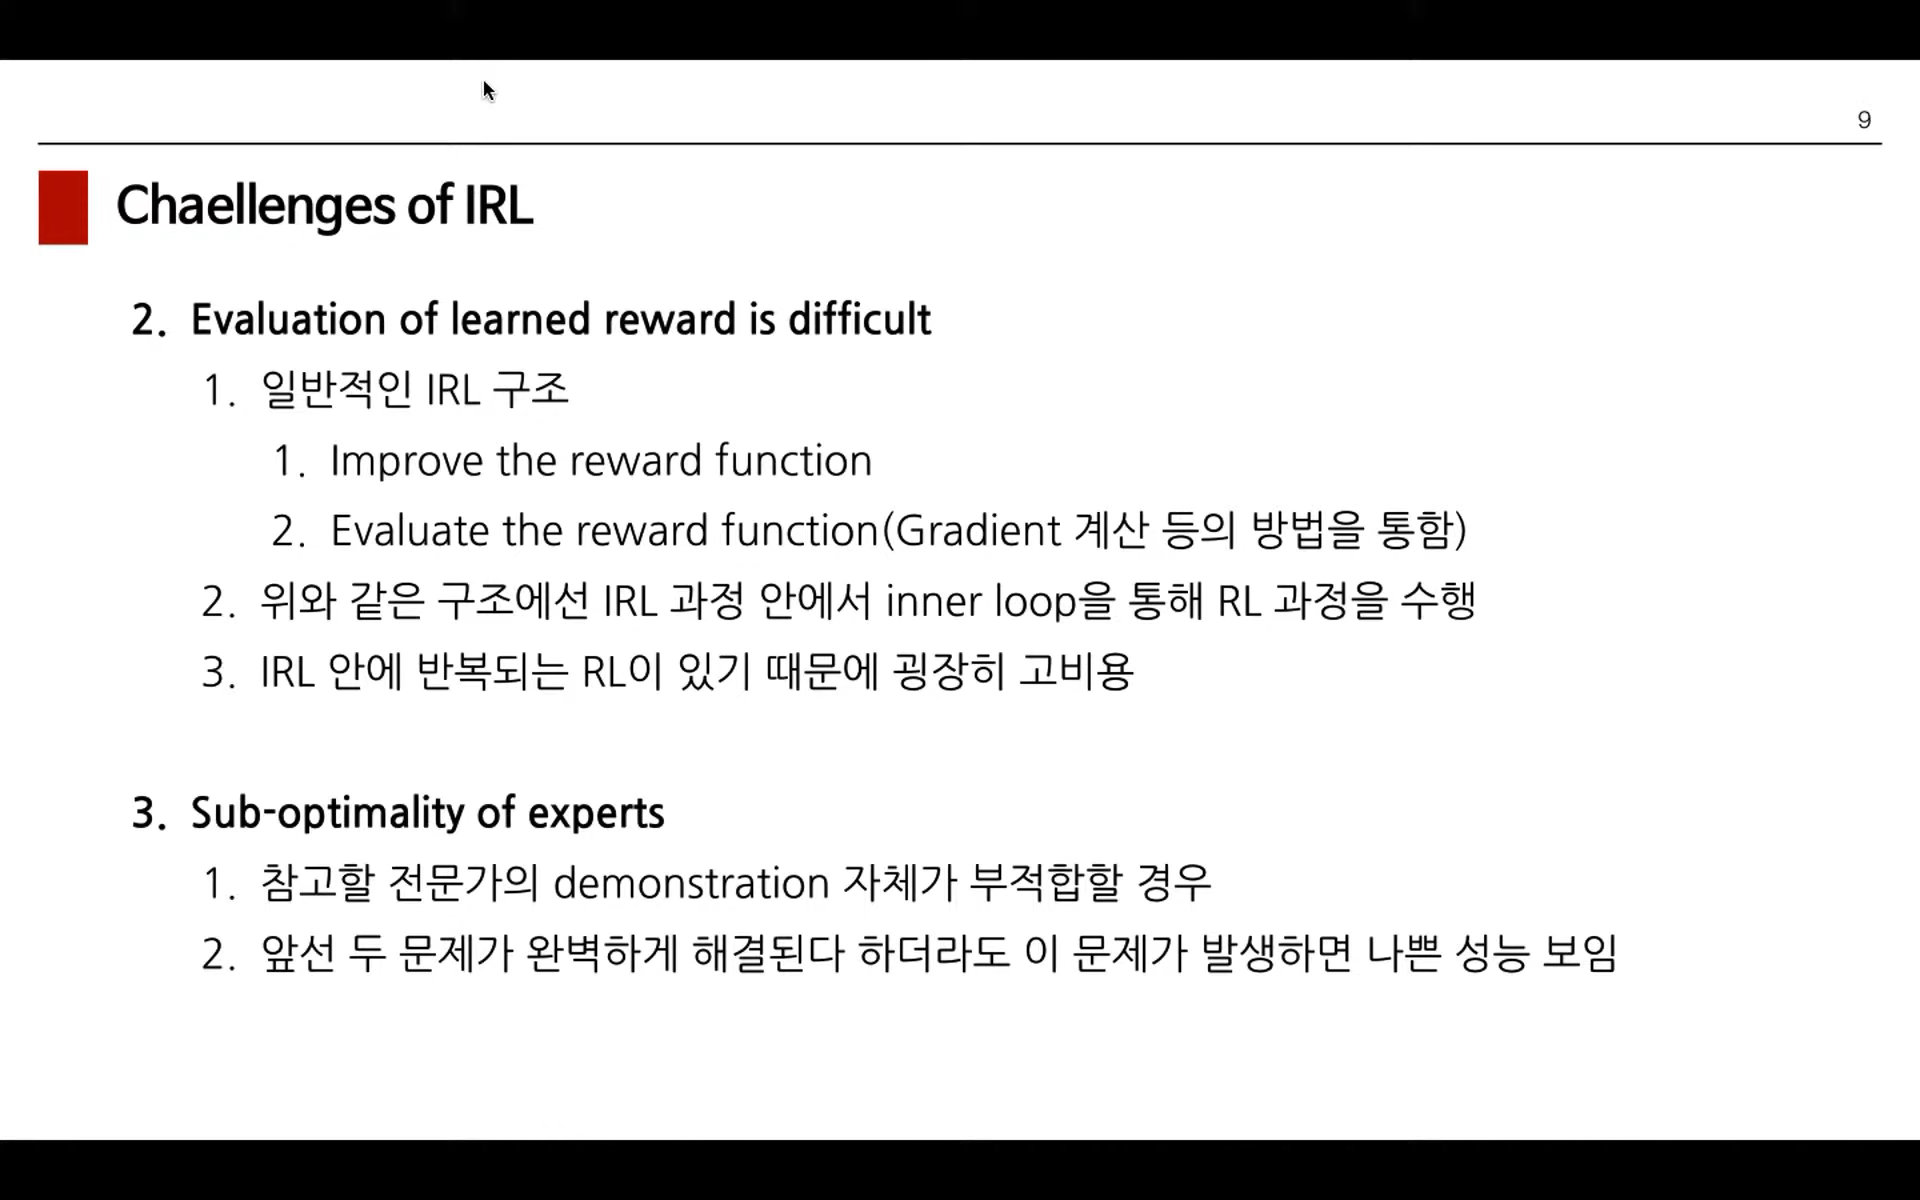 9
Chaellenges of IRL
2. Evaluation of learned reward is difficult
1. 일반적인 IRL 구조
1. Improve the reward function
2. Evaluate the reward function(Gradient 계산 등의 방법을 통함)
2. 위와 같은 구조에선 IRL 과정 안에서 inner loop을 통해 RL 과정을 수행
3. IRL 안에 반복되는 RL이 있기 때문에 굉장히 고비용
3. Sub-optimality of experts
1. 참고할 전문가의 demonstration 자체가 부적합할 경우
2. 앞선 두 문제가 완벽하게 해결된다 하더라도 이 문제가 발생하면 나쁜 성능 보임